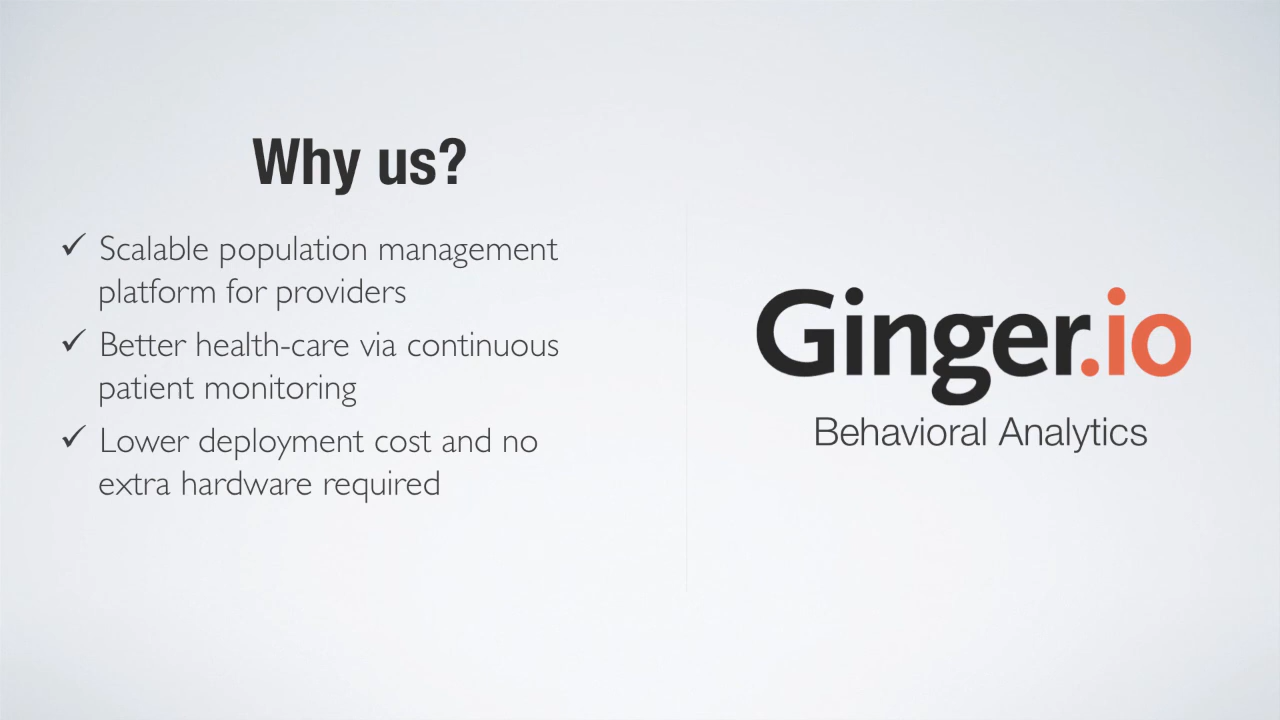 Why us?
✓ Scalable population management
platform for providers
✓ Better health-care via continuous
patient monitoring
✓ Lower deployment cost and no
extra hardware required
Ginger.io
Behavioral Analytics